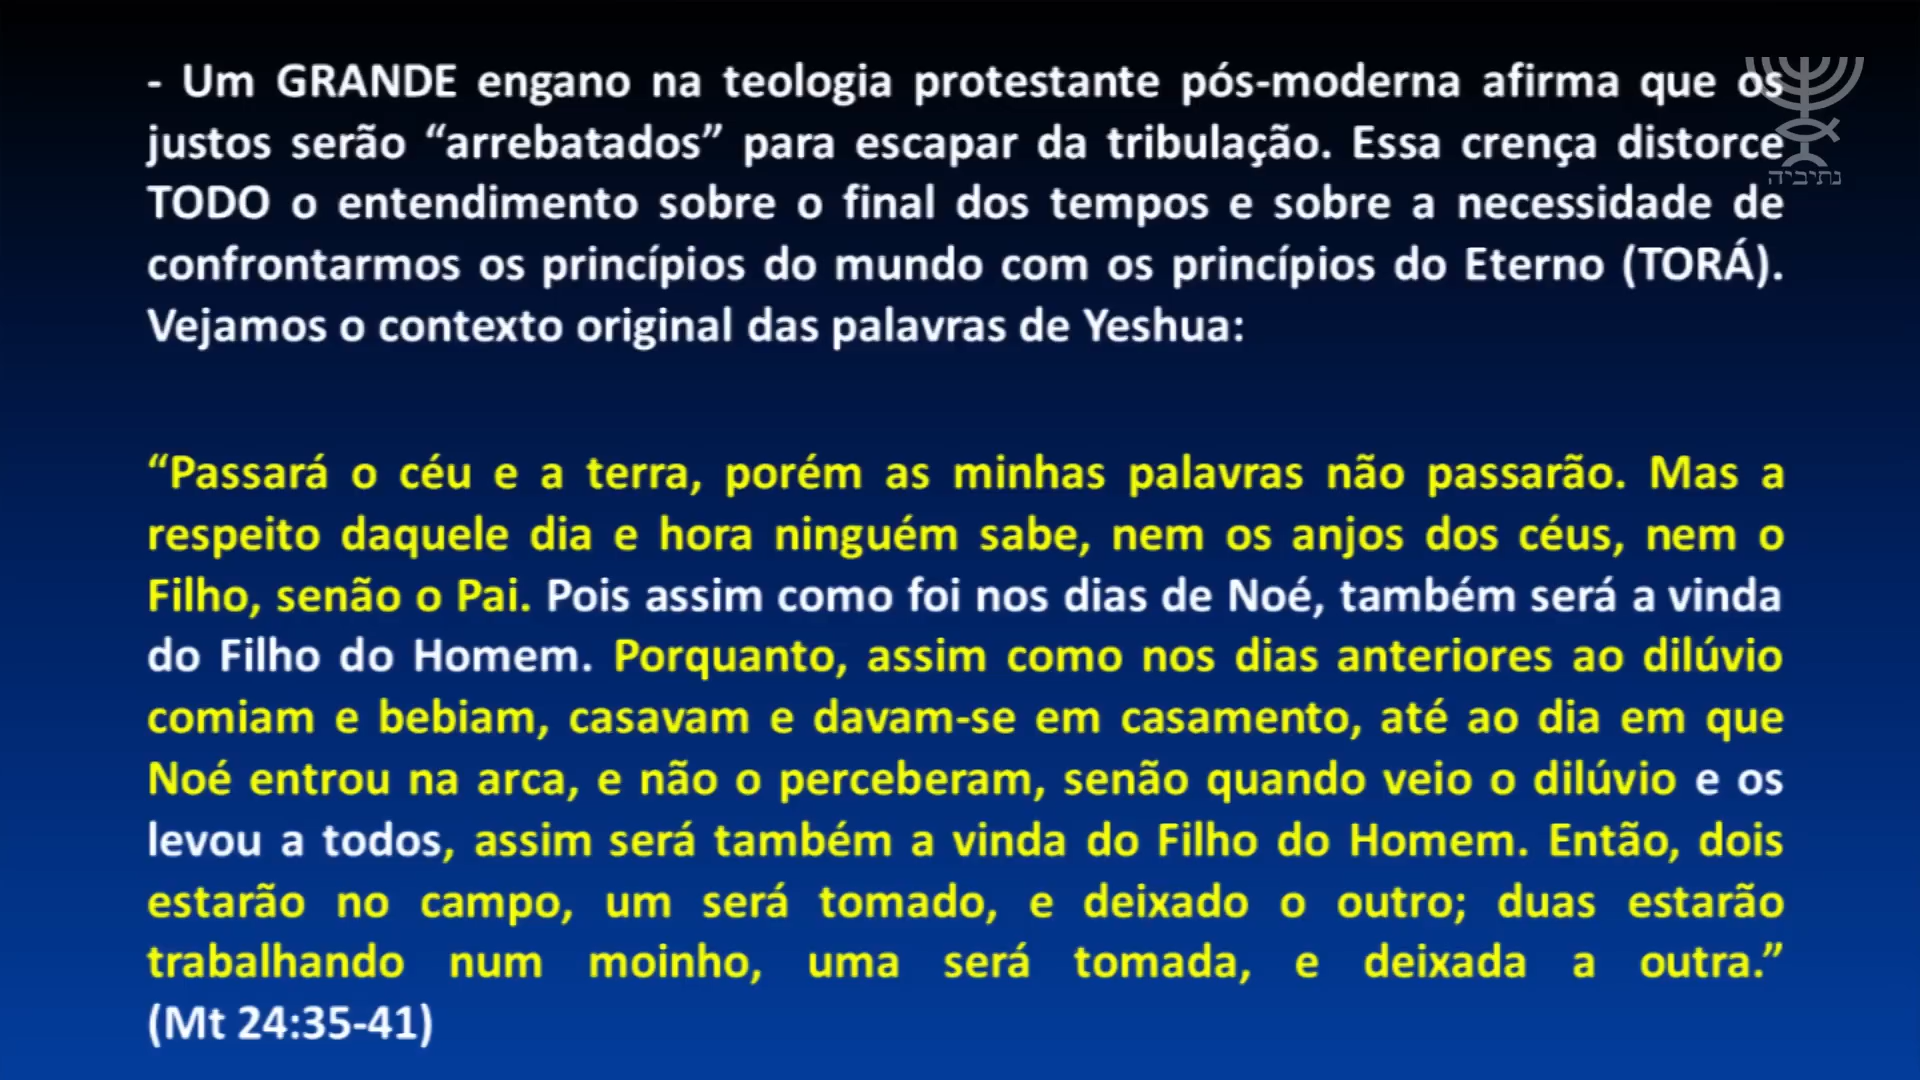 - Um GRANDE engano na teologia protestante pós-moderna afirma que os
justos serão “arrebatados” para escapar da tribulação. Essa crença distorce
TODO o entendimento sobre o final dos tempos e sobre a necessidade de
confrontarmos os princípios do mundo com os princípios do Eterno (TORÁ).
Vejamos o contexto original das palavras de Yeshua:
“Passará o céu e a terra, porém as minhas palavras não passarão. Mas a
respeito daquele dia e hora ninguém sabe, nem os anjos dos céus, nem o
Filho, senão o Pai. Pois assim como foi nos dias de Noé, também será a vinda
do Filho do Homem. Porquanto, assim como nos dias anteriores ao dilúvio
comiam e bebiam, casavam e davam-se em casamento, até ao dia em que
Noé entrou na arca, e não o perceberam, senão quando veio o dilúvio e os
levou a todos, assim será também a vinda do Filho do Homem. Então, dois
estarão no campo, um será tomado, e deixado o outro; duas estarão
trabalhando num moinho, uma será tomada, e deixada a outra.”
(Mt 24:35-41)
נתיביה